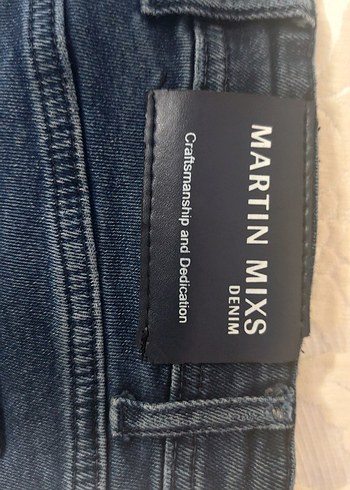 MARTIN MIXS
DENIM
Craftsmanship and Dedication